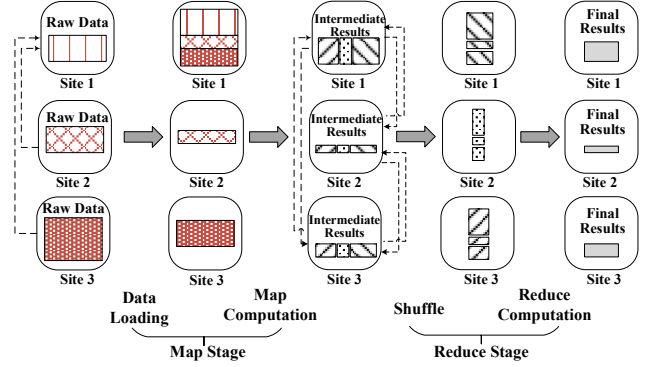 Raw Data
Site 1
Site 1
Intermediate
Results
Site 1
Site 1
Final
Results
Site 1
Raw Data
Site 2
Site 2
Intermediate
Results
Site 2
Site 2
Final
Results
Site 2
Raw Data
Site 3
Site 3
Intermediate
Results
Site 3
Site 3
Final
Results
Site 3
Data
Loading
Map
Computation
Shuffle
Reduce
Computation
Map Stage
Reduce Stage